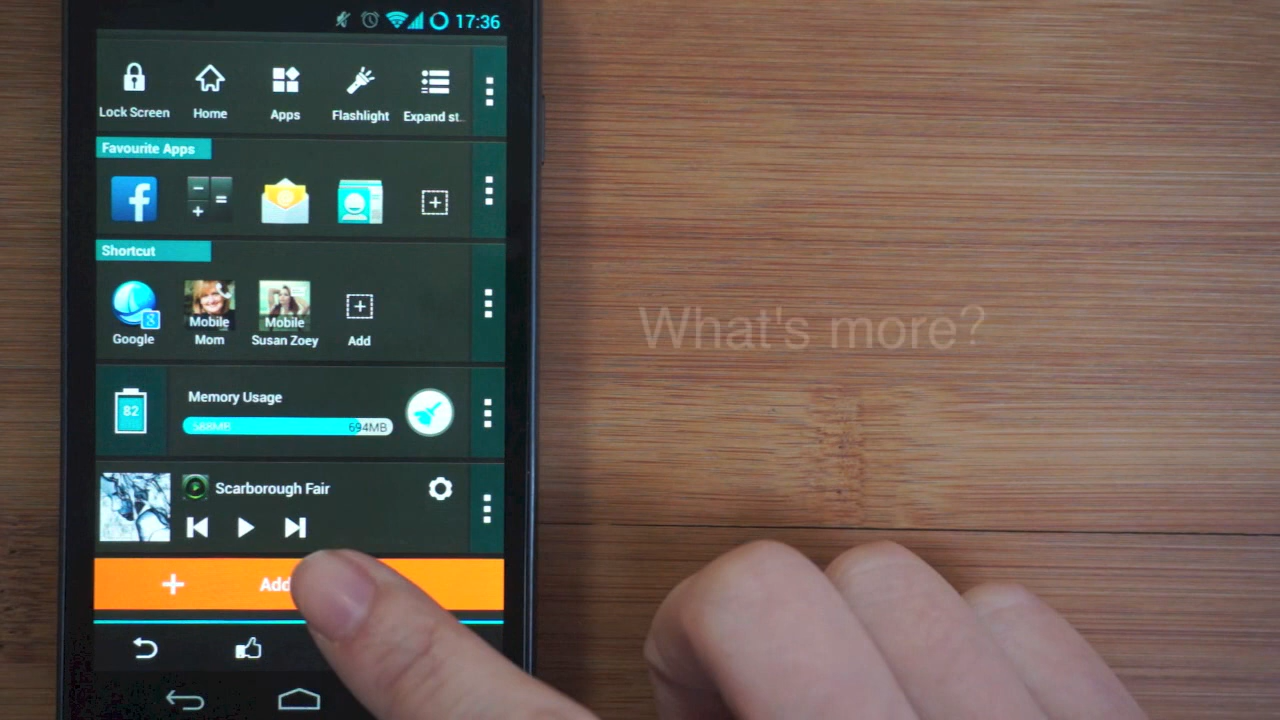 17:36
Lock Screen Home Apps Flashlight Expand st..
Favourite Apps
Shortcut
What's more?
Mobile Mobile
Google Mom Susan Zoey Add
Memory Usage
82
588MB 694MB
Scarborough Fair
+ Add